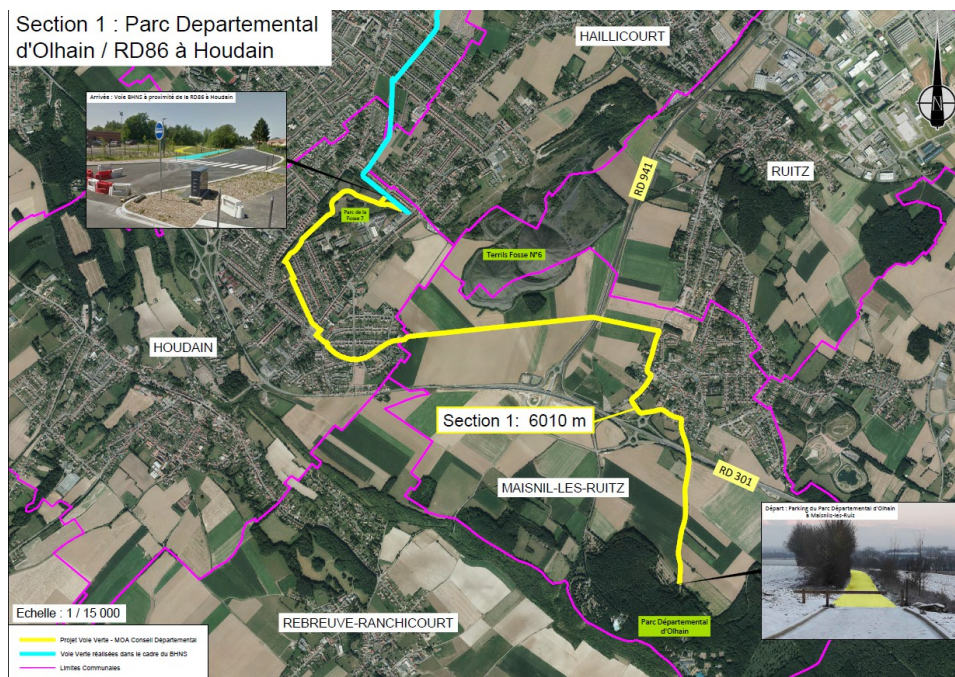 Section 1 : Parc Departemental
d'Olhain / RD86 à Houdain
HAILLICOURT
Arrivée : Voie BHNS à proximité de la RD86 à Houdain
N
RUITZ
RD 941
Parc de la
Fosse 7
Terrils Fosse N°6
HOUDAIN
Section 1: 6010 m
RD 301
MAISNIL-LES-RUITZ
Départ : Parking du Parc Départemental d'Olhain
à Maisnils-les-Ruiz
Echelle : 1 / 15 000
REBREUVE-RANCHICOURT
Parc Départemental
d'Olhain
Projet Voie Verte - MOA Conseil Départemental
Voie Verte réalisées dans le cadre du BHNS
Limites Communales